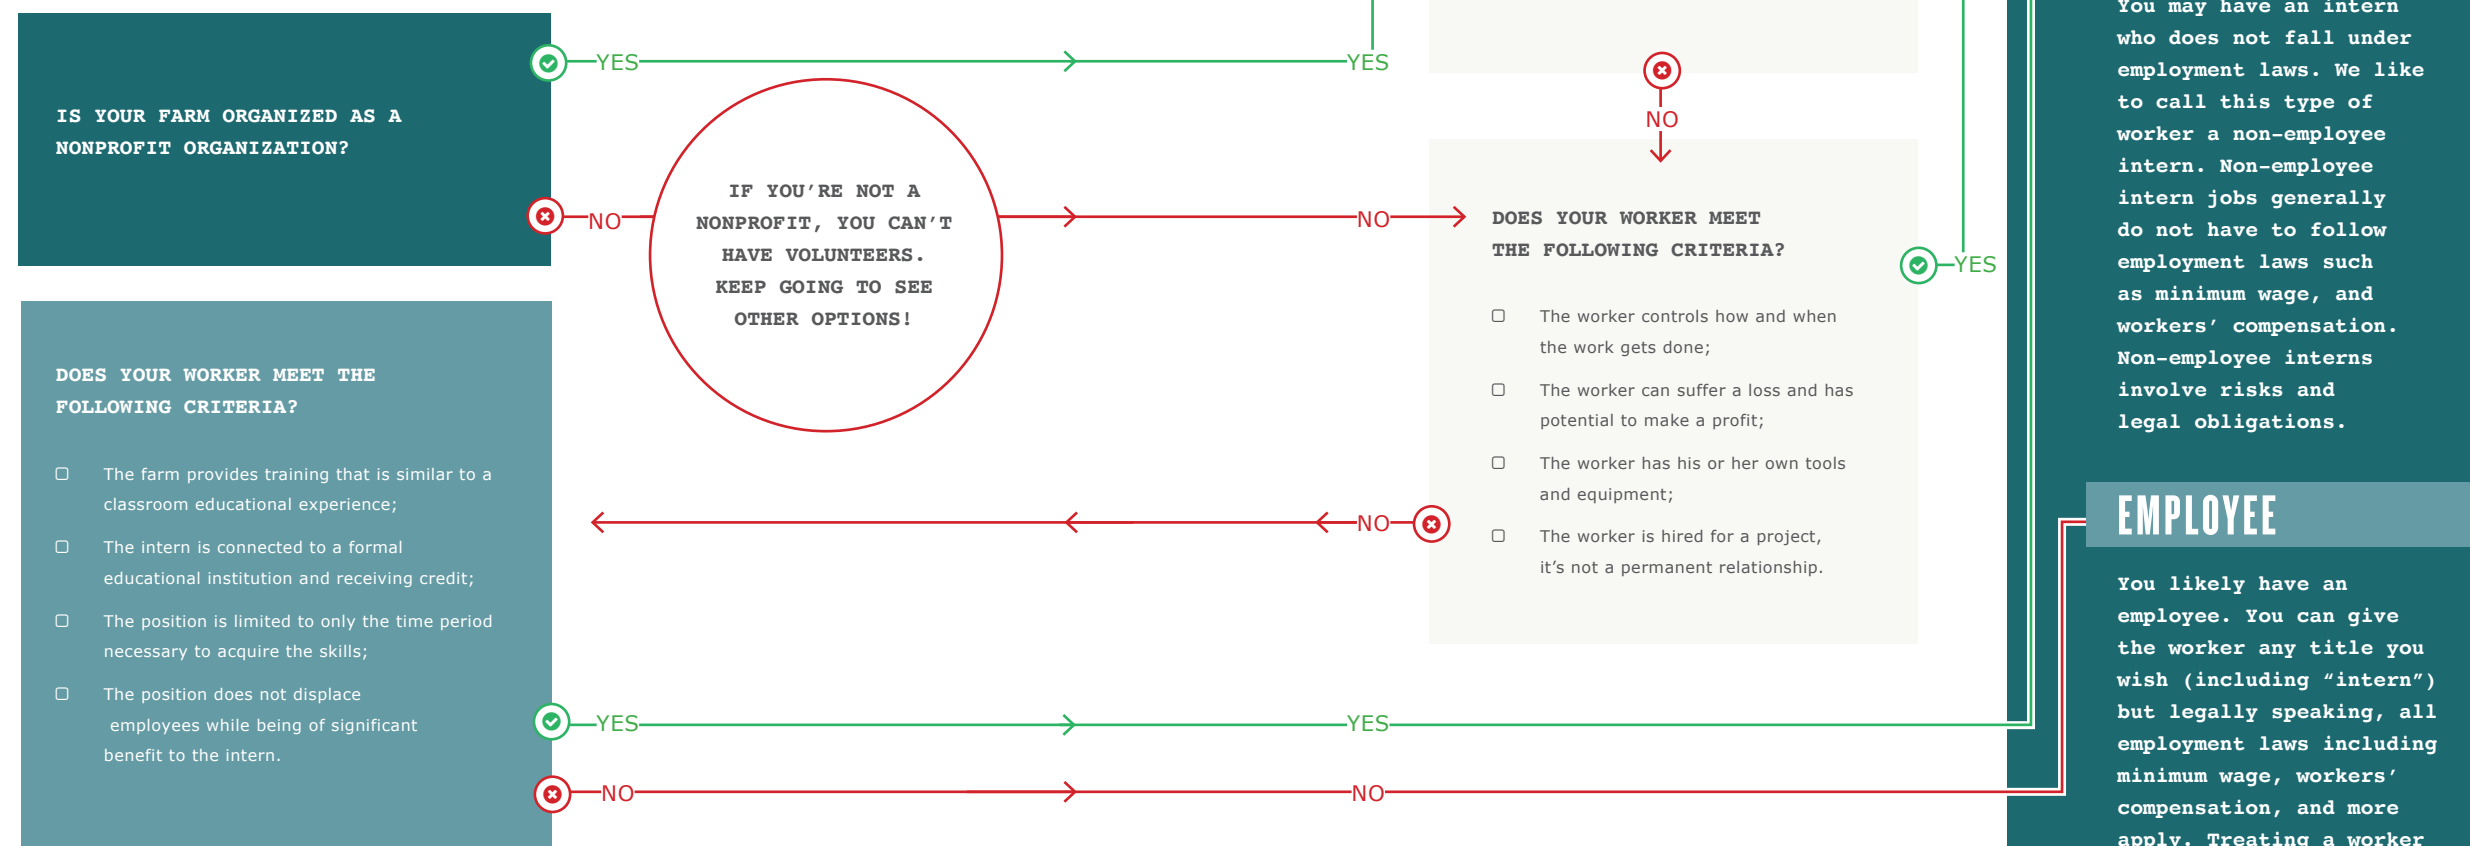 IS YOUR FARM ORGANIZED AS A
NONPROFIT ORGANIZATION?
YES
YES
NO
IF YOU’RE NOT A
NONPROFIT, YOU CAN’T
HAVE VOLUNTEERS.
KEEP GOING TO SEE
OTHER OPTIONS!
NO
NO
DOES YOUR WORKER MEET
THE FOLLOWING CRITERIA?
The worker controls how and when
the work gets done;
The worker can suffer a loss and has
potential to make a profit;
The worker has his or her own tools
and equipment;
The worker is hired for a project,
it’s not a permanent relationship.
YES
NO
DOES YOUR WORKER MEET THE
FOLLOWING CRITERIA?
The farm provides training that is similar to a
classroom educational experience;
The intern is connected to a formal
educational institution and receiving credit;
The position is limited to only the time period
necessary to acquire the skills;
The position does not displace
employees while being of significant
benefit to the intern.
YES
YES
NO
NO
You may have an intern
who does not fall under
employment laws. We like
to call this type of
worker a non-employee
intern. Non-employee
intern jobs generally
do not have to follow
employment laws such
as minimum wage, and
workers’ compensation.
Non-employee interns
involve risks and
legal obligations.
EMPLOYEE
You likely have an
employee. You can give
the worker any title you
wish (including “intern”)
but legally speaking, all
employment laws including
minimum wage, workers’
compensation, and more
apply. Treating a worker